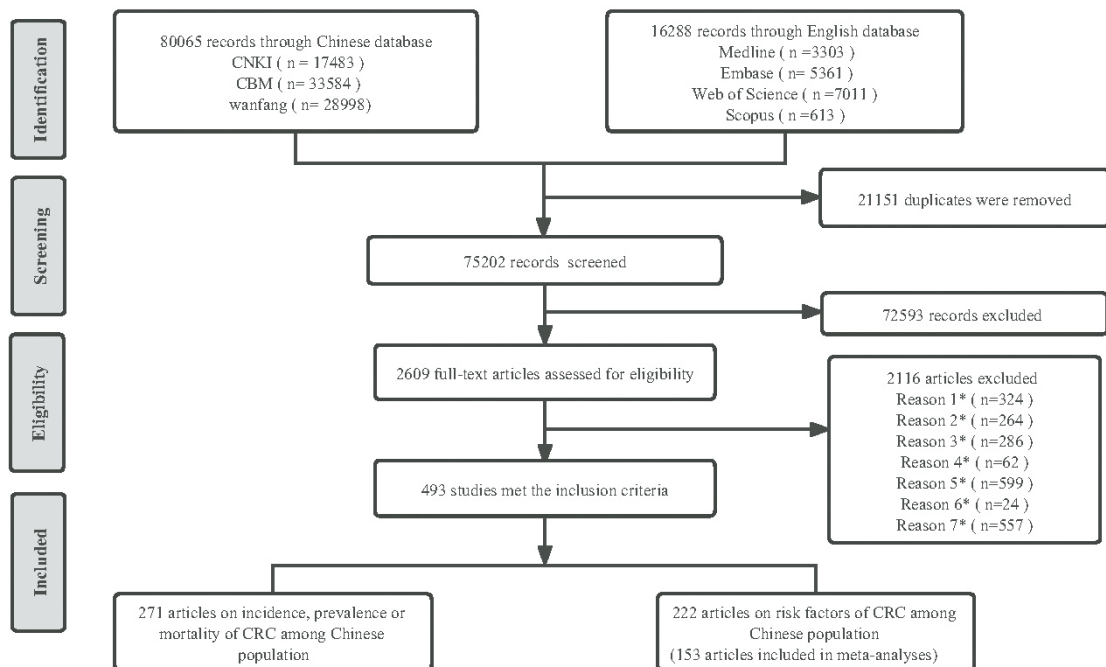 Identification
80065 records through Chinese database
CNKI ( n = 17483)
CBM ( n= 33584)
wanfang ( n= 28998)
16288 records through English database
Medline ( n =3303)
Embase ( n= 5361)
Web of Science ( n =7011)
Scopus ( n =613 )
Screening
21151 duplicates were removed
75202 records screened
72593 records excluded
Eligibility
2609 full-text articles assessed for eligibility
2116 articles excluded
Reason 1* ( n=324 )
Reason 2* ( n=264 )
Reason 3* ( n=286 )
Reason 4* ( n=62 )
Reason 5* ( n=599 )
Reason 6* ( n=24 )
Reason 7* ( n=557 )
493 studies met the inclusion criteria
Included
271 articles on incidence, prevalence or
mortality of CRC among Chinese
population
222 articles on risk factors of CRC among
Chinese population
(153 articles included in meta-analyses)